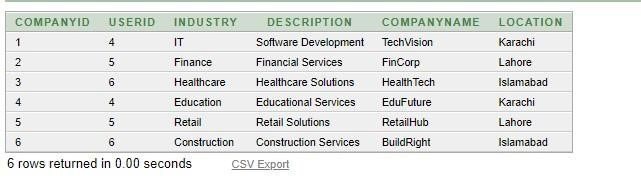 COMPANYID USERID INDUSTRY DESCRIPTION COMPANYNAME LOCATION
1 4 IT Software Development TechVision Karachi
2 5 Finance Financial Services FinCorp Lahore
3 6 Healthcare Healthcare Solutions HealthTech Islamabad
4 4 Education Educational Services EduFuture Karachi
5 5 Retail Retail Solutions RetailHub Lahore
6 6 Construction Construction Services BuildRight Islamabad
6 rows returned in 0.00 seconds CSV Export